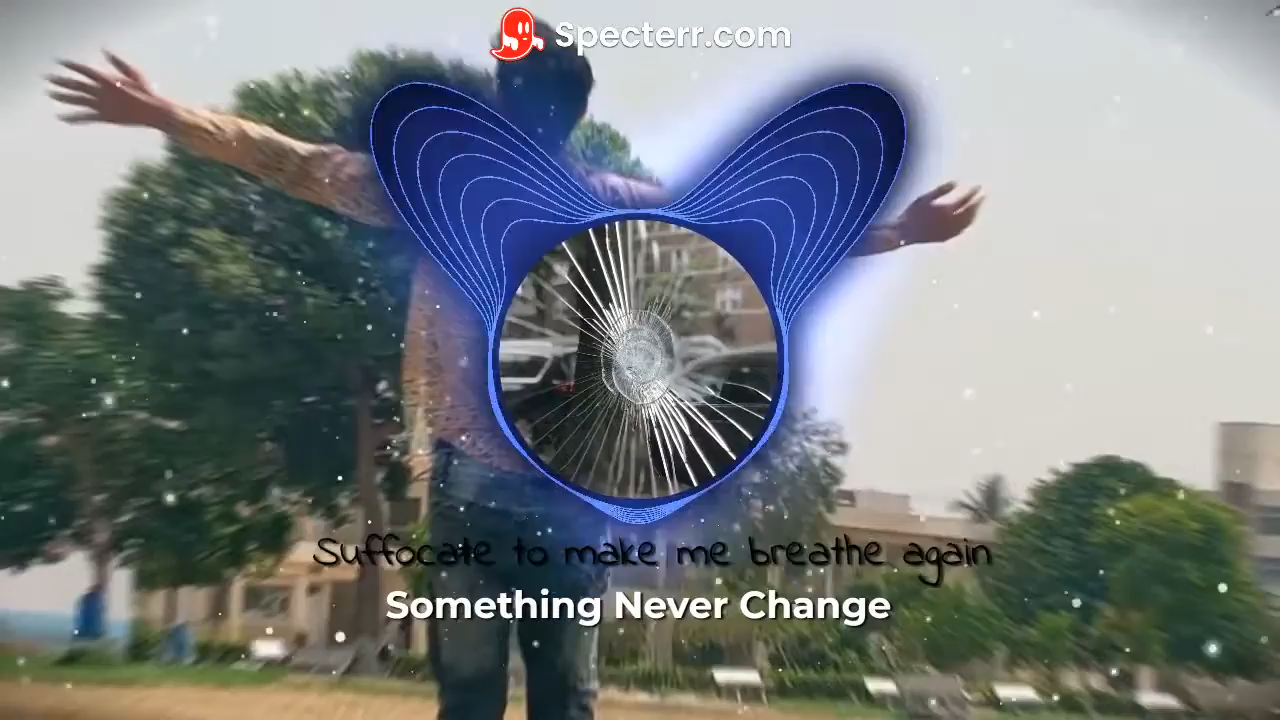 Specterr.com
Suffocate to make me breathe again
Something Never Change